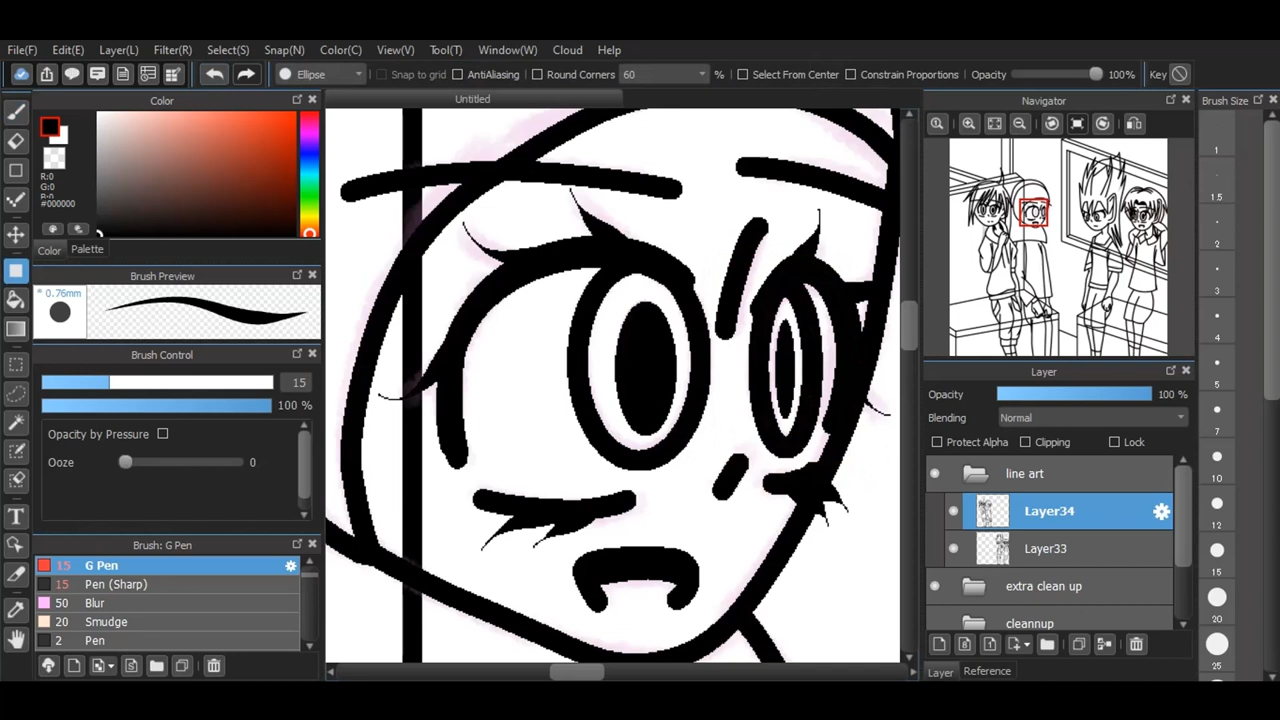 File(F) Edit(E) Layer(L) Filter(R) Select(S) Snap(N) Color(C) View(V) Tool(T) Window(W) Cloud Help
Ellipse Snap to grid AntiAliasing Round Corners 60 % Select From Center Constrain Proportions Opacity 100% Key
Color
R:0
G:0
#000000
Color Palette
Brush Preview
* 0.76mm
Brush Control
15
100 %
Opacity by Pressure
Ooze 0
Brush: G Pen
15 G Pen
15 Pen (Sharp)
50 Blur
20 Smudge
2 Pen
T
Untitled
Navigator
Layer
Opacity 100 %
Blending Normal
Protect Alpha Clipping Lock
line art
Layer34
Layer33
extra clean up
cleannup
Layer Reference
Brush Size
1
1.5
2
3
4
5
7
10
12
15
20
25